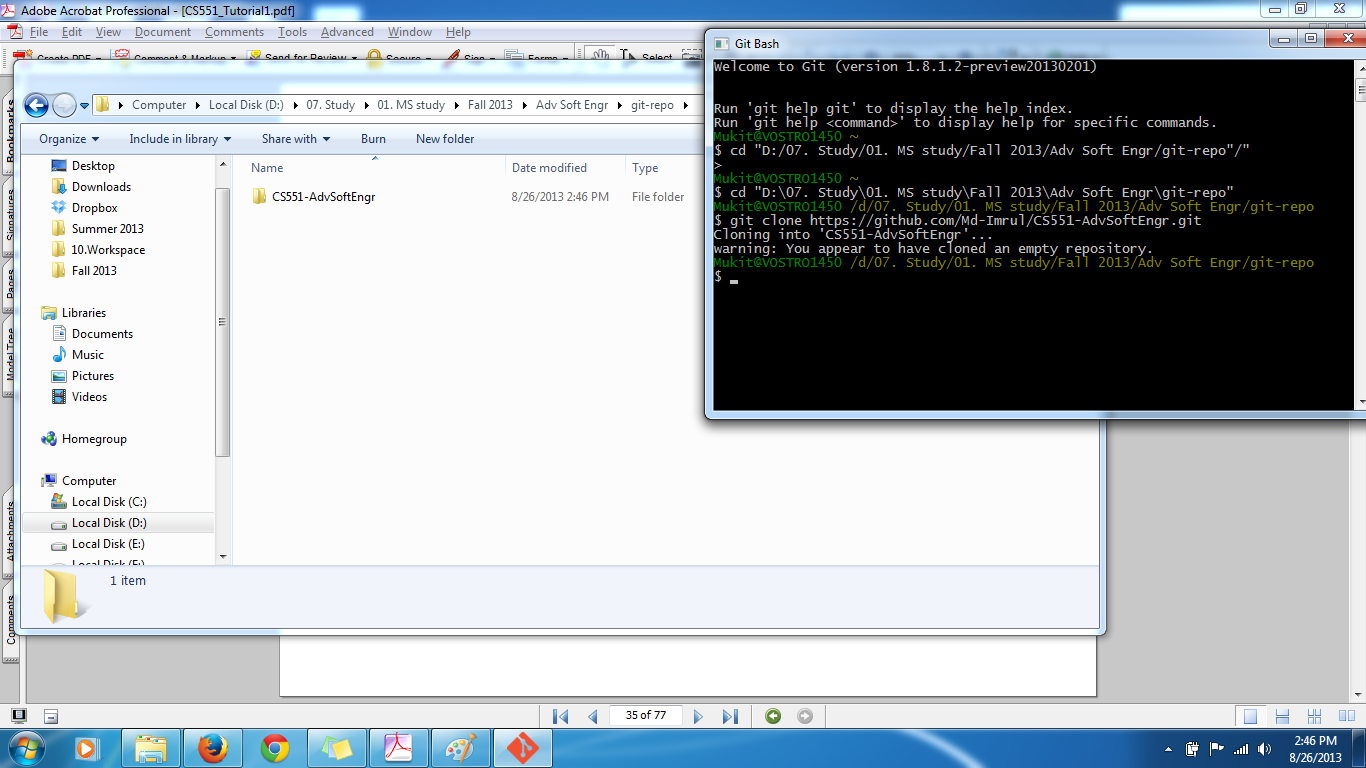 Adobe Acrobat Professional - [CS551_Tutorial1.pdf]
File Edit View Document Comments Tools Advanced Window Help
Create PDF Comment & Markup Send for Review Secure Sign Forms Select
Bookmarks
Signatures
Pages
Model Tree
Attachments
Comments
Computer Local Disk (D:) 07. Study 01. MS study Fall 2013 Adv Soft Engr git-repo
Organize Include in library Share with Burn New folder
Name Date modified Type
CS551-AdvSoftEngr 8/26/2013 2:46 PM File folder
Desktop
Downloads
Dropbox
Summer 2013
10.Workspace
Fall 2013
Libraries
Documents
Music
Pictures
Videos
Homegroup
Computer
Local Disk (C:)
Local Disk (D:)
Local Disk (E:)
Local Disk (F:)
1 item
Git Bash
Welcome to Git (version 1.8.1.2-preview20130201)
Run 'git help git' to display the help index.
Run 'git help <command>' to display help for specific commands.
Mukit@VOSTRO1450 ~
$ cd "D:/07. Study/01. MS study/Fall 2013/Adv Soft Engr/git-repo"/"
>
Mukit@VOSTRO1450 ~
$ cd "D:\07. Study\01. MS study\Fall 2013\Adv Soft Engr\git-repo"
Mukit@VOSTRO1450 /d/07. Study/01. MS study/Fall 2013/Adv Soft Engr/git-repo
$ git clone https://github.com/Md-Imrul/CS551-AdvSoftEngr.git
Cloning into 'CS551-AdvSoftEngr'...
warning: You appear to have cloned an empty repository.
Mukit@VOSTRO1450 /d/07. Study/01. MS study/Fall 2013/Adv Soft Engr/git-repo
$
35 of 77
2:46 PM
8/26/2013